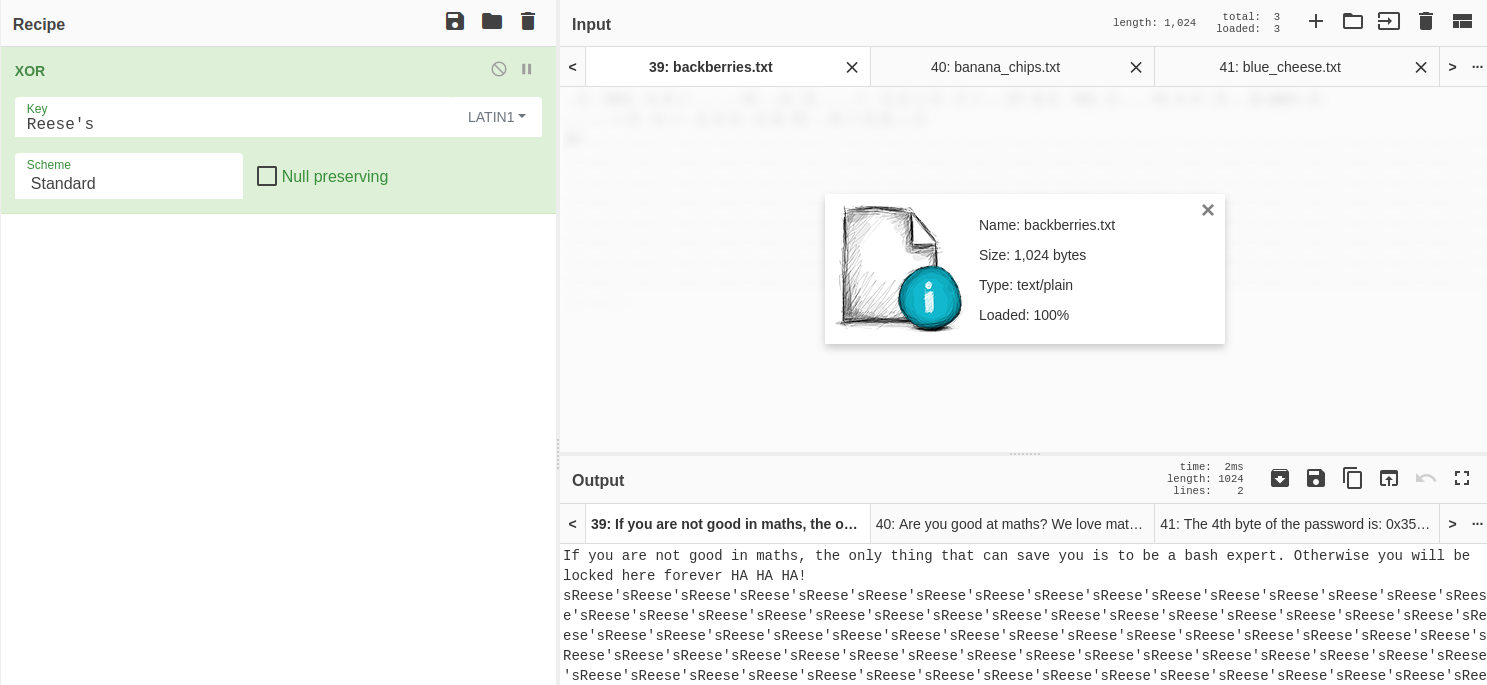 Recipe
XOR
Key
Reese's
LATIN1
Scheme
Standard
Null preserving
Input
length: 1,024
total: 3
loaded: 3
<
39: backberries.txt
40: banana_chips.txt
41: blue_cheese.txt
>
...
Name: backberries.txt
Size: 1,024 bytes
Type: text/plain
Loaded: 100%
Output
time: 2ms
length: 1024
lines: 2
<
39: If you are not good in maths, the o...
40: Are you good at maths? We love mat...
41: The 4th byte of the password is: 0x35...
>
...
If you are not good in maths, the only thing that can save you is to be a bash expert. Otherwise you will be
locked here forever HA HA HA!
sReese'sReese'sReese'sReese'sReese'sReese'sReese'sReese'sReese'sReese'sReese'sReese'sReese'sReese'sReese'sRees
e'sReese'sReese'sReese'sReese'sReese'sReese'sReese'sReese'sReese'sReese'sReese'sReese'sReese'sReese'sReese'sRe
ese'sReese'sReese'sReese'sReese'sReese'sReese'sReese'sReese'sReese'sReese'sReese'sReese'sReese'sReese'sReese's
Reese'sReese'sReese'sReese'sReese'sReese'sReese'sReese'sReese'sReese'sReese'sReese'sReese'sReese'sReese'sReese
'sReese'sReese'sReese'sReese'sReese'sReese'sReese'sReese'sReese'sReese'sReese'sReese'sReese'sReese'sReese'sRee